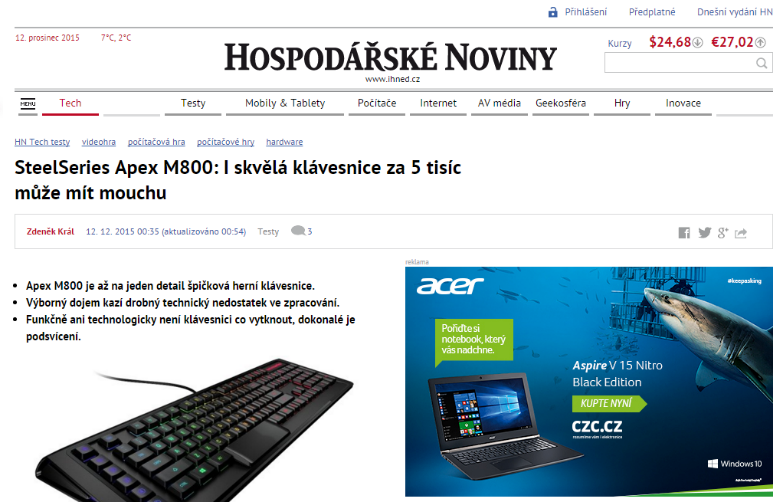 Přihlášení Předplatné Dnešní vydání HN
12. prosinec 2015 7°C, 2°C
HOSPODÁŘSKÉ NOVINY
www.ihned.cz
Kurzy $24,68 €27,02
MENU Tech Testy Mobily & Tablety Počítače Internet AV média Geekosféra Hry Inovace
HN Tech testy videohra počítačová hra počítačové hry hardware
SteelSeries Apex M800: I skvělá klávesnice za 5 tisíc
může mít mouchu
Zdeněk Král 12. 12. 2015 00:35 (aktualizováno 00:54) Testy 3
reklama
• Apex M800 je až na jeden detail špičková herní klávesnice.
• Výborný dojem kazí drobný technický nedostatek ve zpracování.
• Funkčně ani technologicky není klávesnici co vytknout, dokonalé je
podsvícení.
acer
#keepasking
Pořiďte si
notebook, který
vás nadchne.
Aspire V 15 Nitro
Black Edition
KUPTE NYNÍ
czc.cz
rozumíme vám i elektronice
Windows 10